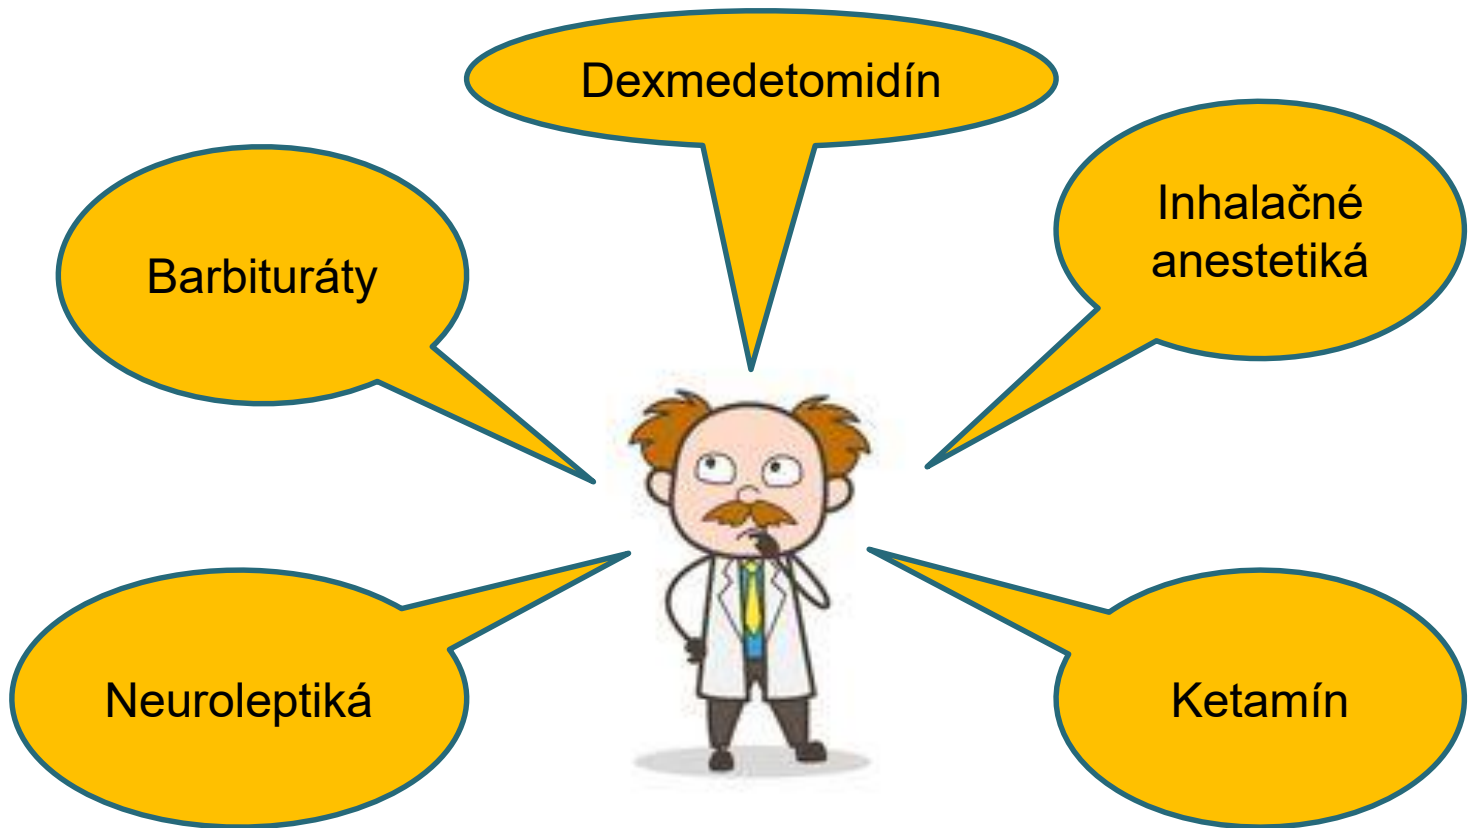 Dexmedetomidín
Inhalačné
anestetiká
Barbituráty
Neuroleptiká
Ketamín